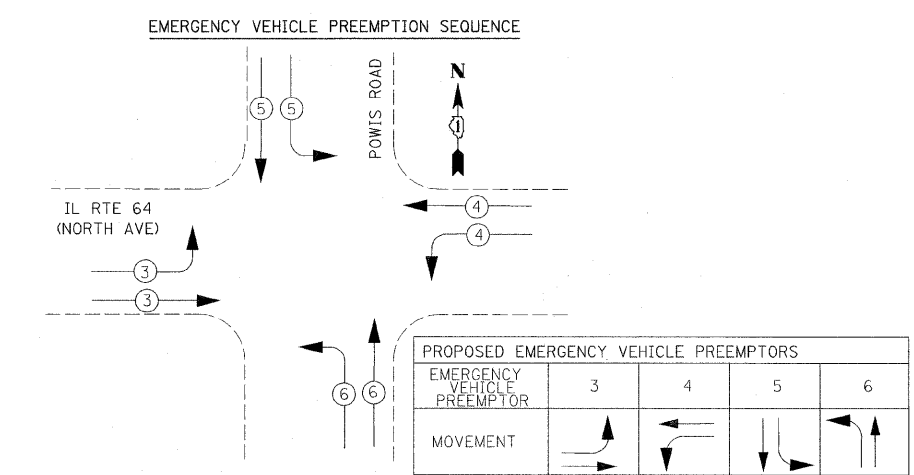 EMERGENCY VEHICLE PREEMPTION SEQUENCE
POWIS ROAD
N
5 5
1
IL RTE 64
(NORTH AVE)
4
4
3
3
6 6
PROPOSED EMERGENCY VEHICLE PREEMPTORS
EMERGENCY
VEHICLE
PREEMPTOR
3 4 5 6
MOVEMENT